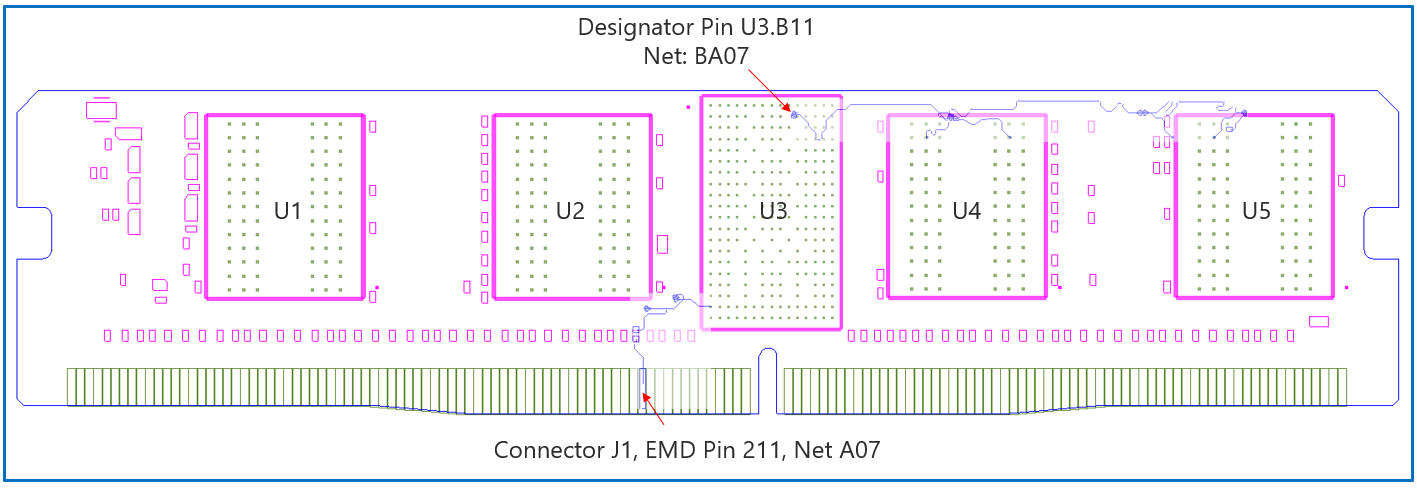 Designator Pin U3.B11
Net: BA07
U1
U2
U3
U4
U5
Connector J1, EMD Pin 211, Net A07